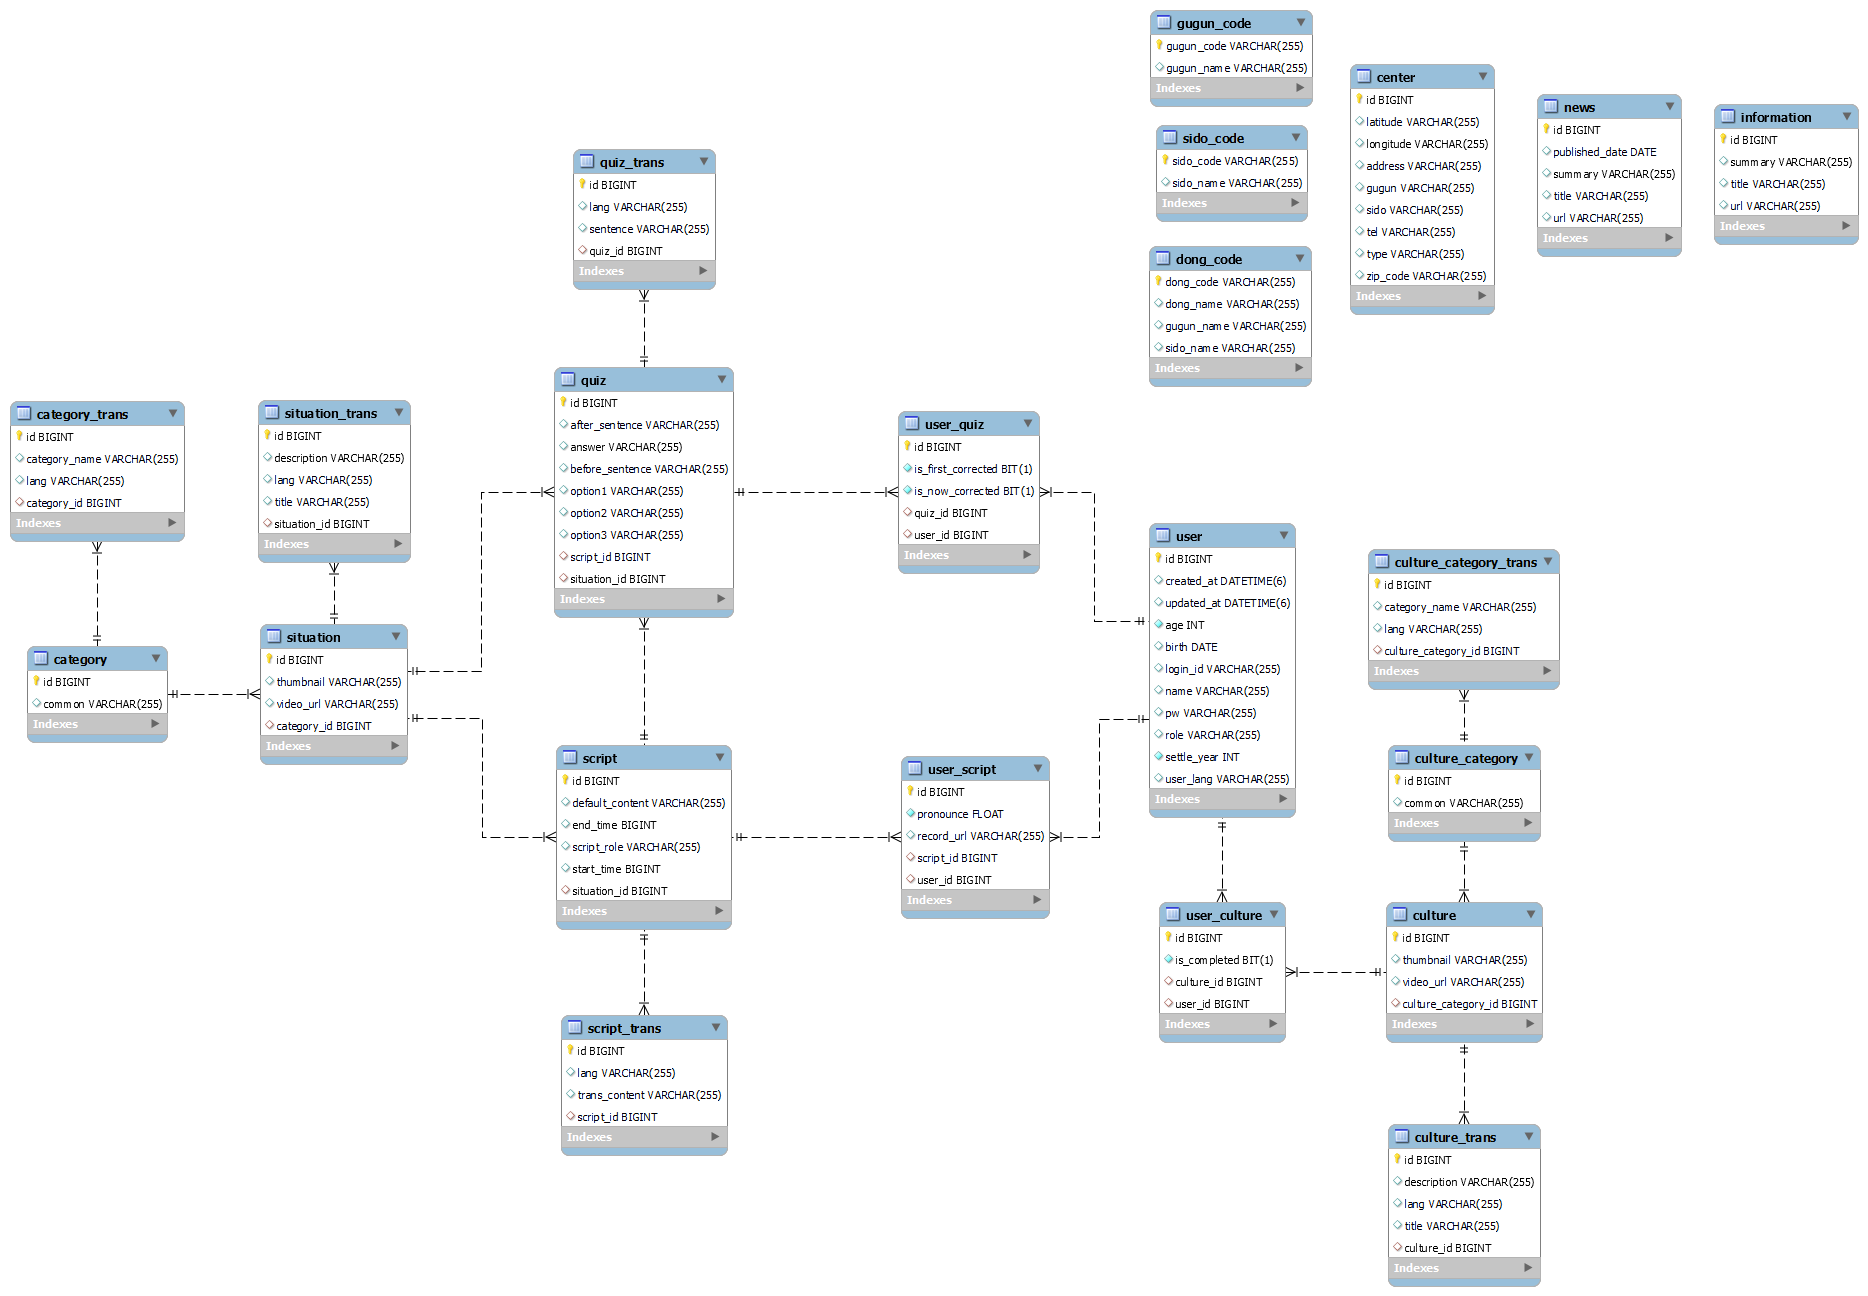 gugun_code
gugun_code VARCHAR(255)
gugun_name VARCHAR(255)
Indexes
sido_code
sido_code VARCHAR(255)
sido_name VARCHAR(255)
Indexes
dong_code
dong_code VARCHAR(255)
dong_name VARCHAR(255)
gugun_name VARCHAR(255)
sido_name VARCHAR(255)
Indexes
center
id BIGINT
latitude VARCHAR(255)
longitude VARCHAR(255)
address VARCHAR(255)
gugun VARCHAR(255)
sido VARCHAR(255)
tel VARCHAR(255)
type VARCHAR(255)
zip_code VARCHAR(255)
Indexes
news
id BIGINT
published_date DATE
summary VARCHAR(255)
title VARCHAR(255)
url VARCHAR(255)
Indexes
information
id BIGINT
summary VARCHAR(255)
title VARCHAR(255)
url VARCHAR(255)
Indexes
quiz_trans
id BIGINT
lang VARCHAR(255)
sentence VARCHAR(255)
quiz_id BIGINT
Indexes
category_trans
id BIGINT
category_name VARCHAR(255)
lang VARCHAR(255)
category_id BIGINT
Indexes
situation_trans
id BIGINT
description VARCHAR(255)
lang VARCHAR(255)
title VARCHAR(255)
situation_id BIGINT
Indexes
quiz
id BIGINT
after_sentence VARCHAR(255)
answer VARCHAR(255)
before_sentence VARCHAR(255)
option1 VARCHAR(255)
option2 VARCHAR(255)
option3 VARCHAR(255)
script_id BIGINT
situation_id BIGINT
Indexes
user_quiz
id BIGINT
is_first_corrected BIT(1)
is_now_corrected BIT(1)
quiz_id BIGINT
user_id BIGINT
Indexes
user
id BIGINT
created_at DATETIME(6)
updated_at DATETIME(6)
age INT
birth DATE
login_id VARCHAR(255)
name VARCHAR(255)
pw VARCHAR(255)
role VARCHAR(255)
settle_year INT
user_lang VARCHAR(255)
Indexes
culture_category_trans
id BIGINT
category_name VARCHAR(255)
lang VARCHAR(255)
culture_category_id BIGINT
Indexes
category
id BIGINT
common VARCHAR(255)
Indexes
situation
id BIGINT
thumbnail VARCHAR(255)
video_url VARCHAR(255)
category_id BIGINT
Indexes
script
id BIGINT
default_content VARCHAR(255)
end_time BIGINT
script_role VARCHAR(255)
start_time BIGINT
situation_id BIGINT
Indexes
user_script
id BIGINT
pronounce FLOAT
record_url VARCHAR(255)
script_id BIGINT
user_id BIGINT
Indexes
culture_category
id BIGINT
common VARCHAR(255)
Indexes
user_culture
id BIGINT
is_completed BIT(1)
culture_id BIGINT
user_id BIGINT
Indexes
culture
id BIGINT
thumbnail VARCHAR(255)
video_url VARCHAR(255)
culture_category_id BIGINT
Indexes
script_trans
id BIGINT
lang VARCHAR(255)
trans_content VARCHAR(255)
script_id BIGINT
Indexes
culture_trans
id BIGINT
description VARCHAR(255)
lang VARCHAR(255)
title VARCHAR(255)
culture_id BIGINT
Indexes